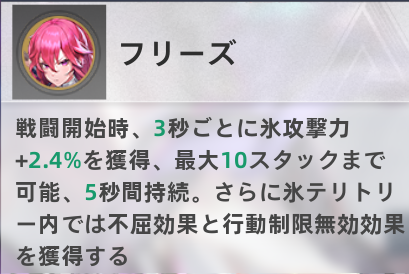 フリーズ
戦闘開始時、3秒ごとに氷攻撃力
+2.4%を獲得、最大10スタックまで
可能、5秒間持続。さらに氷テリトリ
ー内では不屈効果と行動制限無効効果
を獲得する